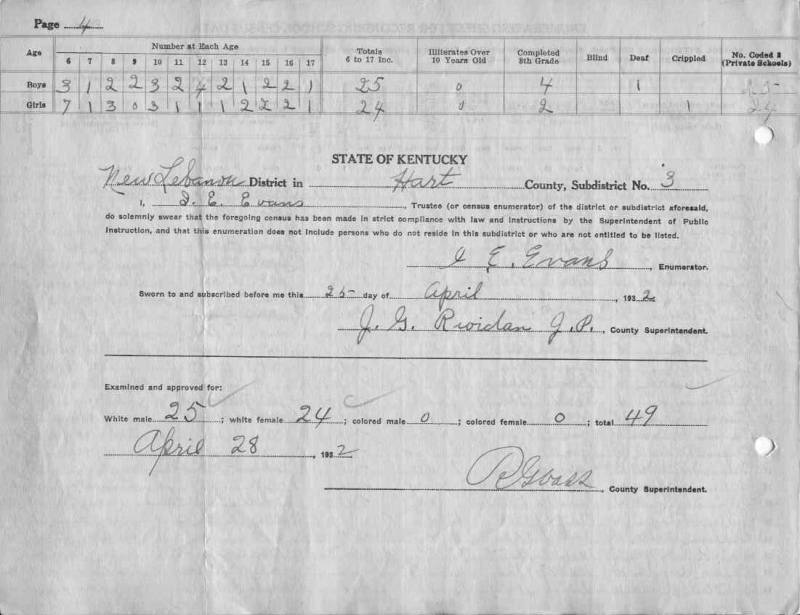 Page 4
Age Number at Each Age Totals 6 to 17 Inc. Illiterates Over 10 Years Old Completed 8th Grade Blind Deaf Crippled No. Coded 2 (Private Schools)
6 7 8 9 10 11 12 13 14 15 16 17
Boys 3 1 2 2 3 2 4 2 1 2 2 1 25 0 4 1 25
Girls 7 1 3 0 3 1 1 1 2 2 2 1 24 0 2 1 24
STATE OF KENTUCKY
New Lebanon District in Hart County, Subdistrict No. 3
I, I. E. Evans, Trustee (or census enumerator) of the district or subdistrict aforesaid,
do solemnly swear that the foregoing census has been made in strict compliance with law and instructions by the Superintendent of Public
Instruction, and that this enumeration does not include persons who do not reside in this subdistrict or who are not entitled to be listed.
I E. Evans, Enumerator.
Sworn to and subscribed before me this 25 day of April, 1932
J. G. Riordan J.P., County Superintendent.
Examined and approved for:
White male 25; white female 24; colored male 0; colored female 0; total 49
April 28, 1932
County Superintendent.